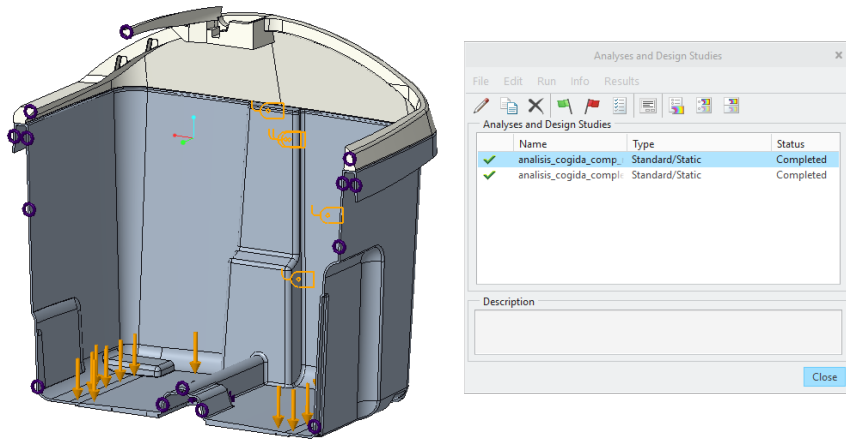 Analyses and Design Studies
File Edit Run Info Results
Analyses and Design Studies
Name Type Status
analisis_cogida_comp_ Standard/Static Completed
analisis_cogida_comple Standard/Static Completed
Description
Close